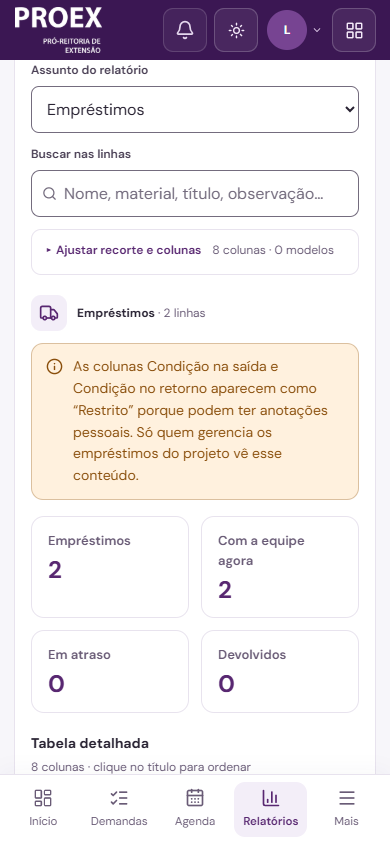 PROEX
PRÓ-REITORIA DE
EXTENSÃO
L
Assunto do relatório
Empréstimos
Buscar nas linhas
Nome, material, título, observação...
Ajustar recorte e colunas 8 colunas · 0 modelos
Empréstimos · 2 linhas
As colunas Condição na saída e
Condição no retorno aparecem como
“Restrito” porque podem ter anotações
pessoais. Só quem gerencia os
empréstimos do projeto vê esse
conteúdo.
Empréstimos
2
Com a equipe
agora
2
Em atraso
0
Devolvidos
0
Tabela detalhada
8 colunas · clique no título para ordenar
Início
Demandas
Agenda
Relatórios
Mais